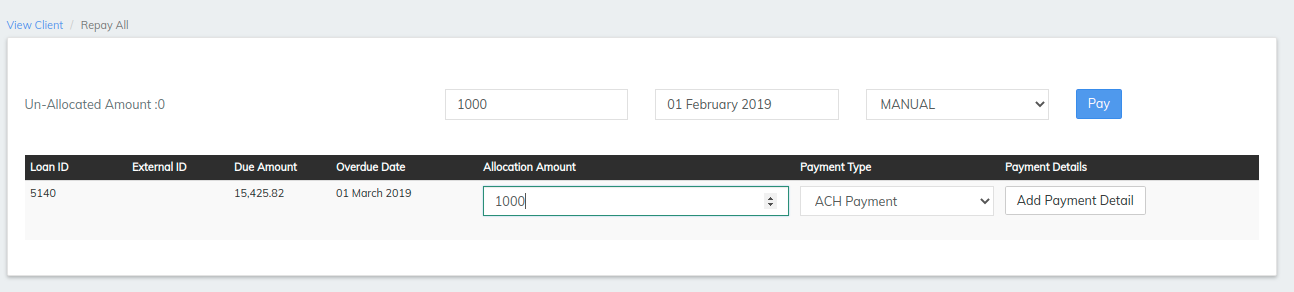 View Client / Repay All
Un-Allocated Amount :0 1000 01 February 2019 MANUAL Pay
Loan ID External ID Due Amount Overdue Date Allocation Amount Payment Type Payment Details
5140 15,425.82 01 March 2019 1000 ACH Payment Add Payment Detail